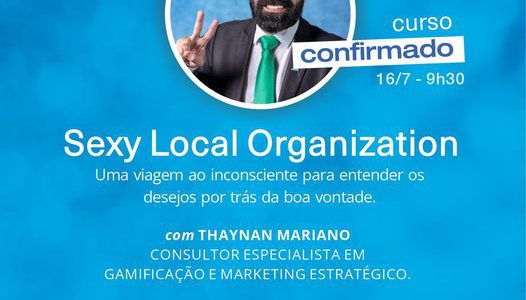 curso
confirmado
16/7 - 9h30
Sexy Local Organization
Uma viagem ao inconsciente para entender os
desejos por trás da boa vontade.
com THAYNAN MARIANO
CONSULTOR ESPECIALISTA EM
GAMIFICAÇÃO E MARKETING ESTRATÉGICO.